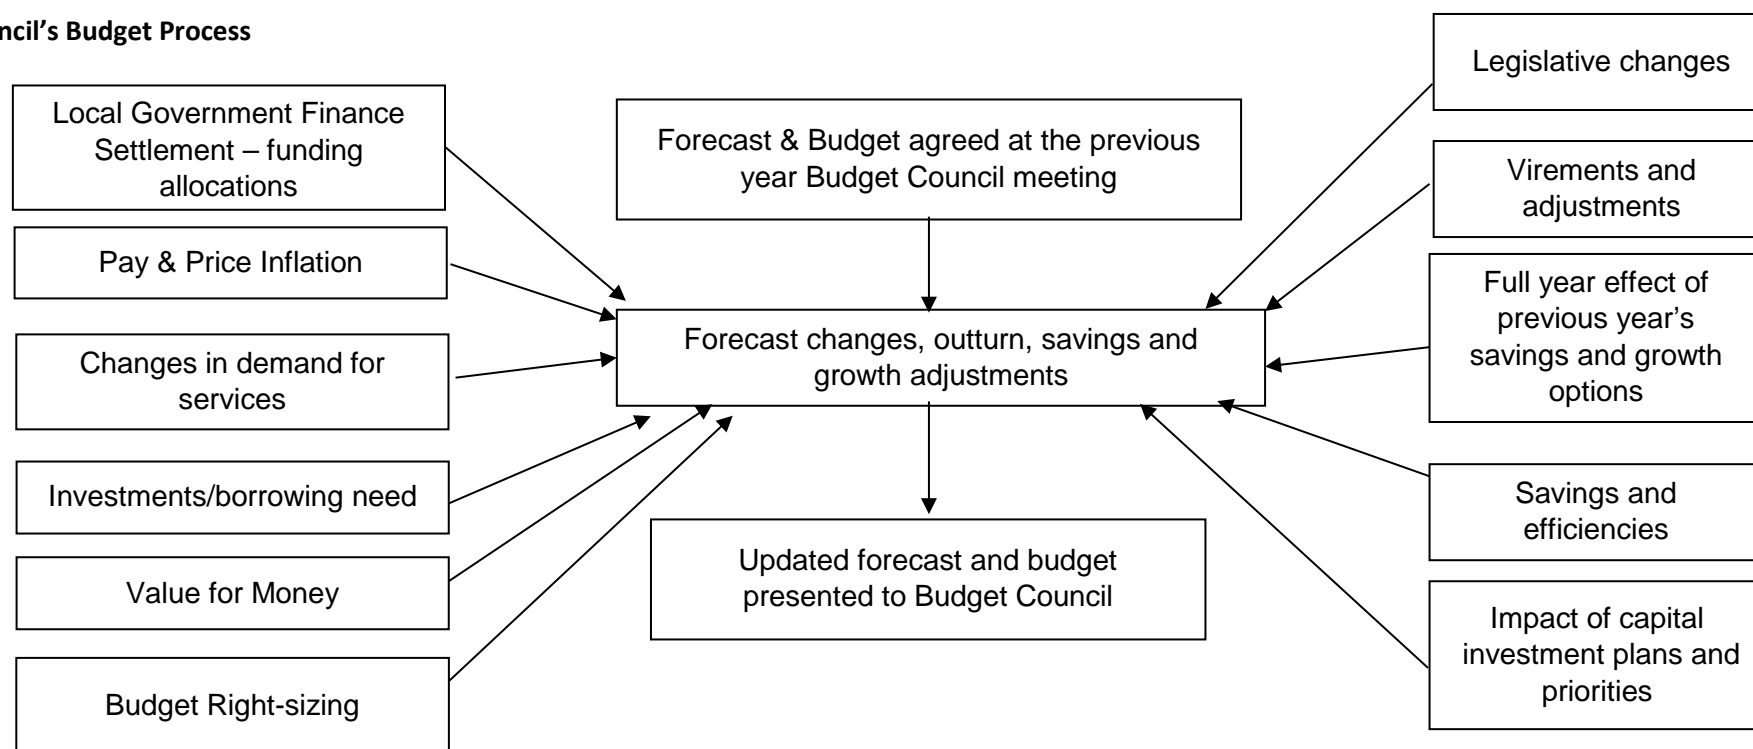 ncil’s Budget Process
Local Government Finance
Settlement – funding
allocations
Pay & Price Inflation
Changes in demand for
services
Investments/borrowing need
Value for Money
Budget Right-sizing
Forecast & Budget agreed at the previous
year Budget Council meeting
Forecast changes, outturn, savings and
growth adjustments
Updated forecast and budget
presented to Budget Council
Legislative changes
Virements and
adjustments
Full year effect of
previous year’s
savings and growth
options
Savings and
efficiencies
Impact of capital
investment plans and
priorities